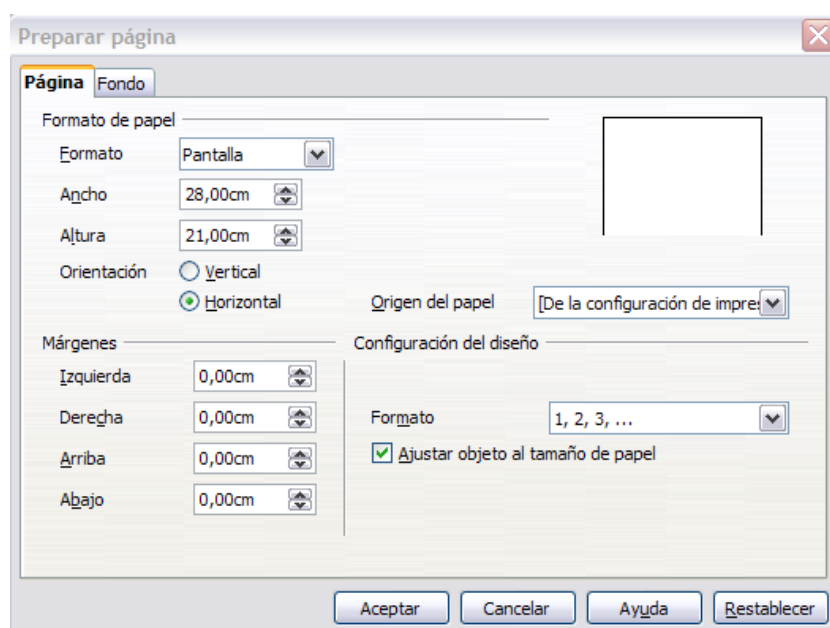 Preparar página
Página Fondo
Formato de papel
Formato Pantalla
Ancho 28,00cm
Altura 21,00cm
Orientación Vertical
Horizontal Origen del papel [De la configuración de impre
Márgenes Configuración del diseño
Izquierda 0,00cm
Derecha 0,00cm Formato 1, 2, 3, ...
Arriba 0,00cm Ajustar objeto al tamaño de papel
Abajo 0,00cm
Aceptar Cancelar Ayuda Restablecer